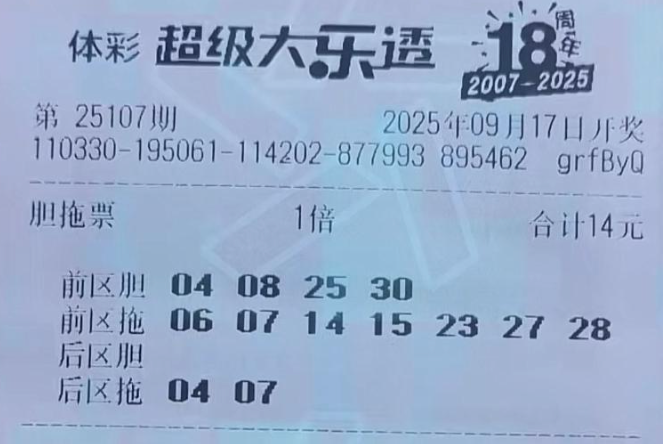 体彩 超级大乐透 18周年 2007-2025
第 25107期 2025年09月17日开奖
110330-195061-114202-877993 895462 grfByQ
胆拖票 1倍 合计14元
前区胆 04 08 25 30
前区拖 06 07 14 15 23 27 28
后区胆
后区拖 04 07